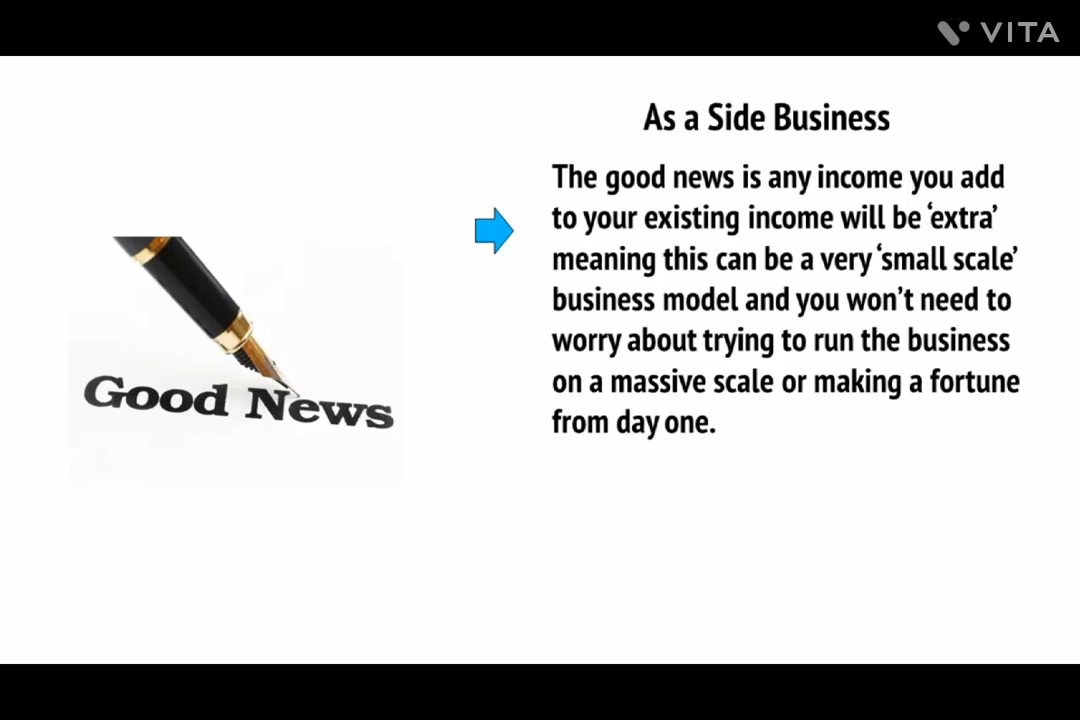 VITA
As a Side Business
The good news is any income you add
to your existing income will be ‘extra’
meaning this can be a very ‘small scale’
business model and you won’t need to
worry about trying to run the business
on a massive scale or making a fortune
from day one.
Good News